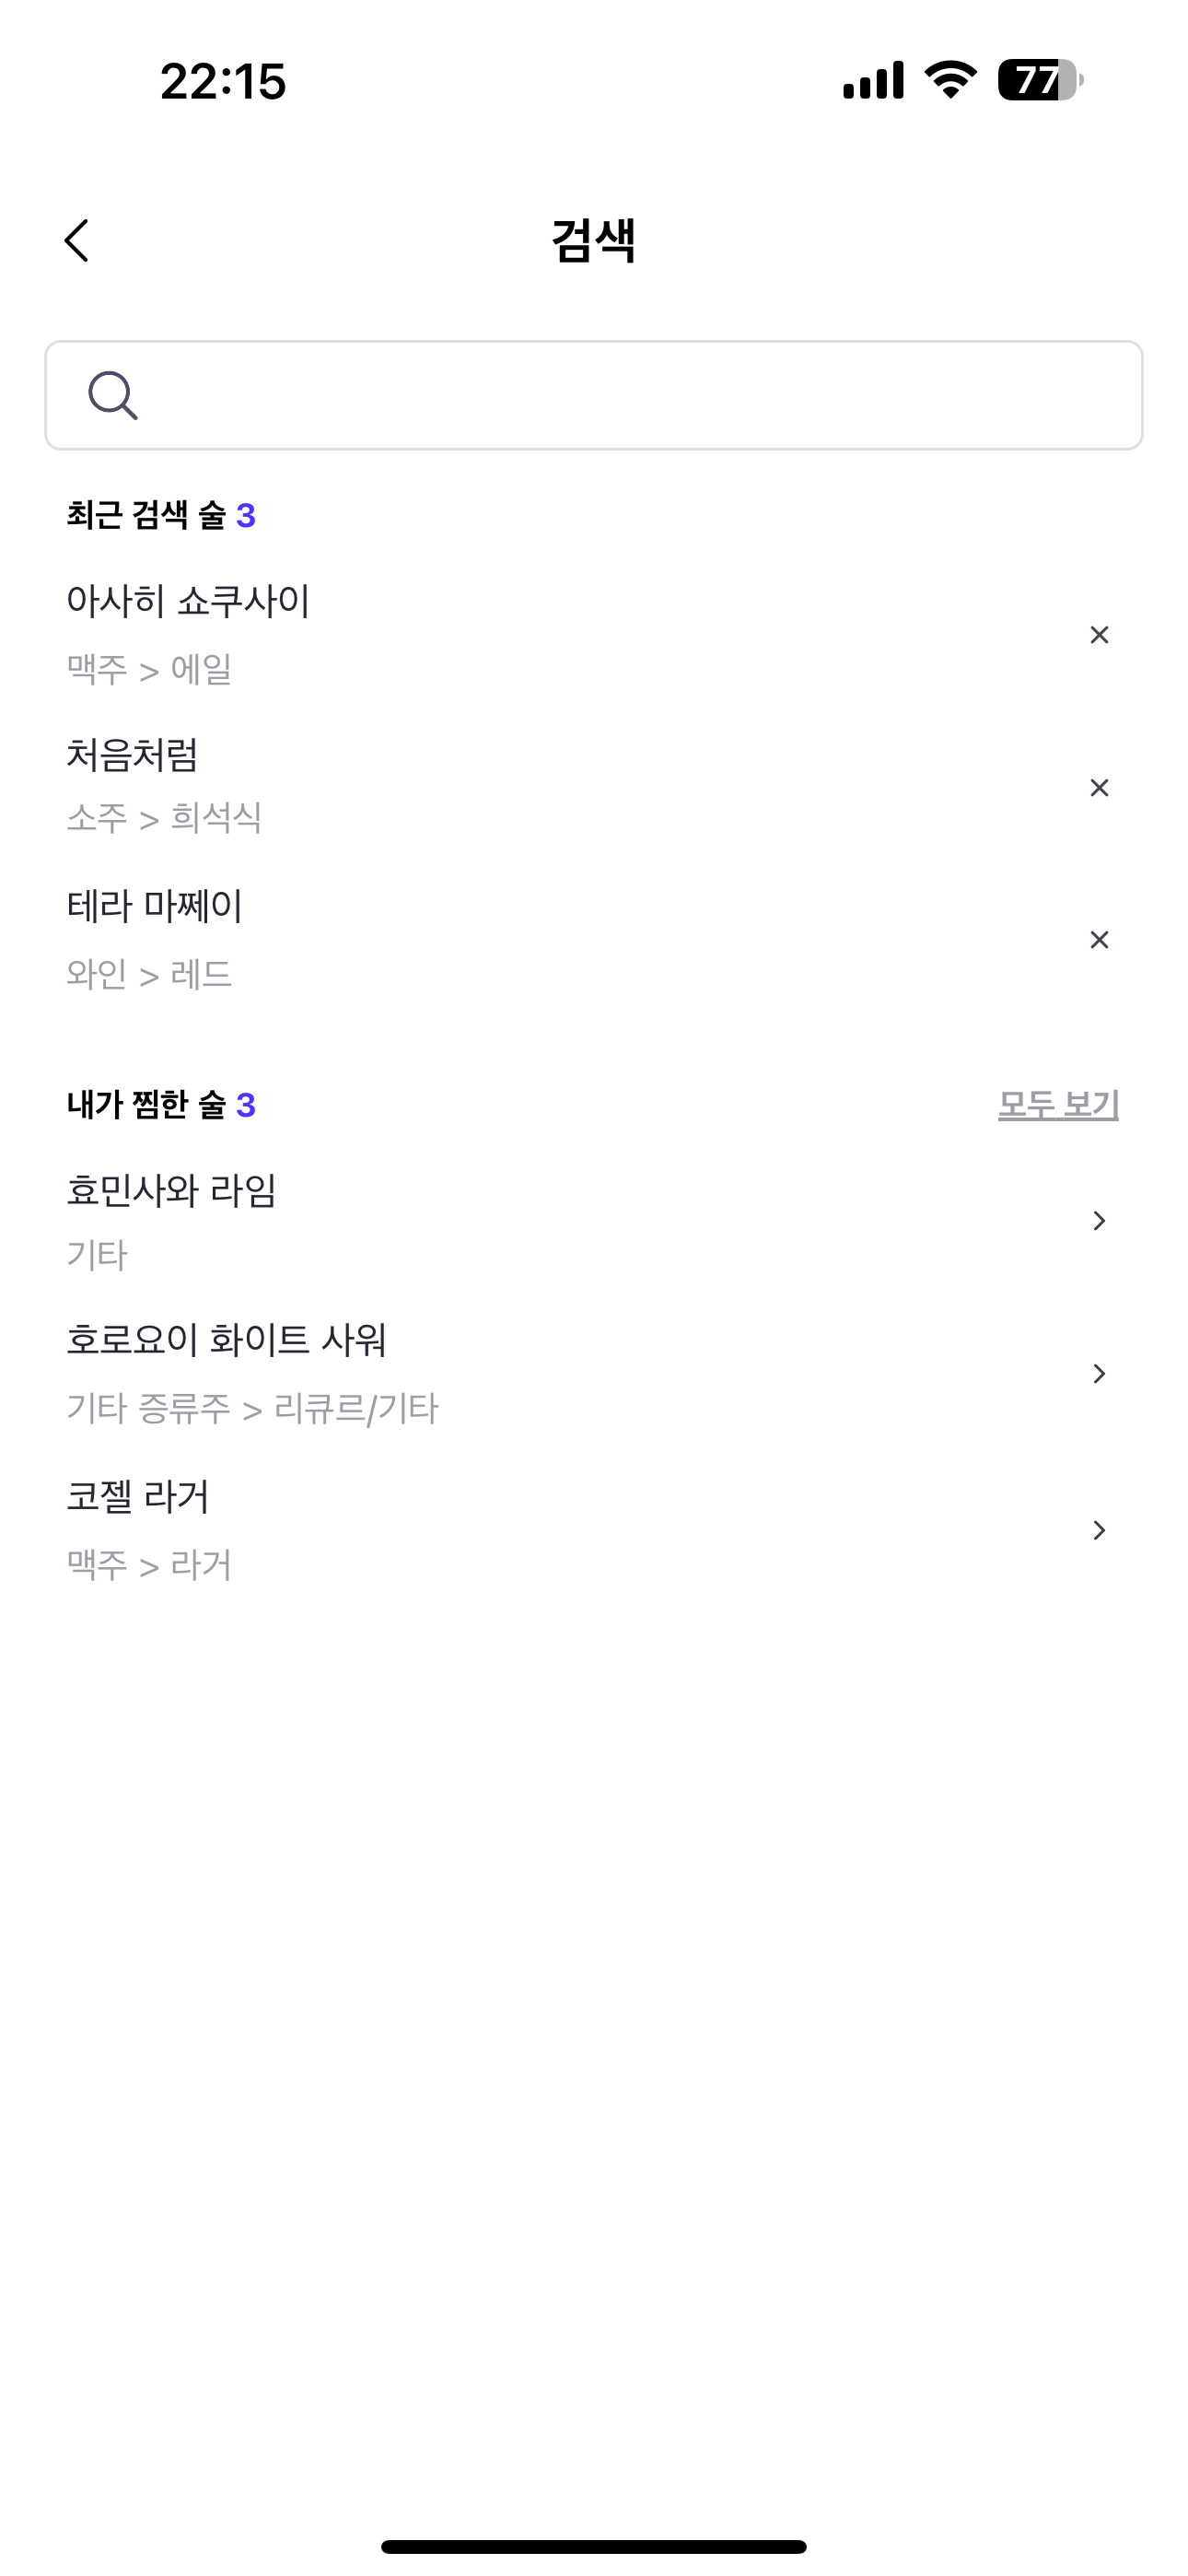 22:15
77
검색
최근 검색 술 3
아사히 쇼쿠사이
맥주 > 에일
처음처럼
소주 > 희석식
테라 마쩨이
와인 > 레드
내가 찜한 술 3
모두 보기
효민사와 라임
기타
호로요이 화이트 사워
기타 증류주 > 리큐르/기타
코젤 라거
맥주 > 라거